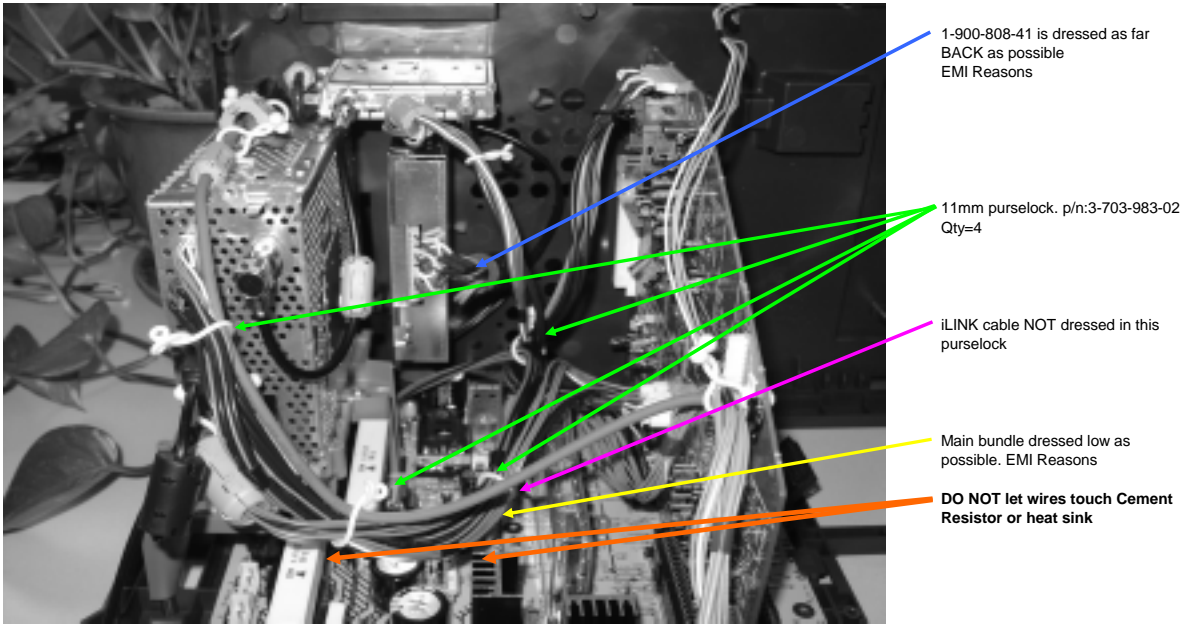 1-900-808-41 is dressed as far
BACK as possible
EMI Reasons
11mm purselock. p/n:3-703-983-02
Qty=4
iLINK cable NOT dressed in this
purselock
Main bundle dressed low as
possible. EMI Reasons
DO NOT let wires touch Cement
Resistor or heat sink